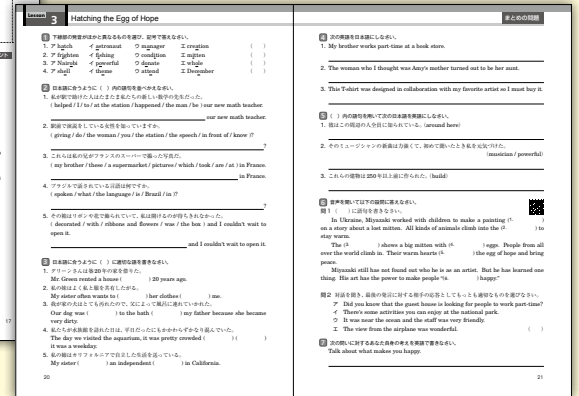 Lesson 3 Hatching the Egg of Hope
まとめの問題
1 下線部の発音がほかと異なるものを選び，記号で答えなさい。
1. ア hatch イ astronaut ウ manager エ creation ( )
2. ア frighten イ fishing ウ condition エ mitten ( )
3. ア Nairobi イ powerful ウ donate エ whole ( )
4. ア shell イ theme ウ attend エ December ( )
2 日本語に合うように（ ）内の語句を並べかえなさい。
1. 私が駅で助けた人はたまたま私たちの新しい数学の先生だった。
( helped / I / to / at the station / happened / the man / be ) our new math teacher.
our new math teacher.
2. 駅前で演説をしている女性を知っていますか。
( giving / do / the woman / you / the station / the speech / in front of / know )?
?
3. これらは私の兄がフランスのスーパーで撮った写真だ。
( my brother / these / a supermarket / pictures / which / took / are / at ) in France.
in France.
4. ブラジルで話されている言語は何ですか。
( spoken / what / the language / is / Brazil / in )?
?
5. その箱はリボンや花で飾られていて，私は開けるのが待ちきれなかった。
( decorated / with / ribbons and flowers / was / the box ) and I couldn't wait to
open it.
and I couldn't wait to open it.
3 日本語に合うように（ ）に適切な語を書きなさい。
1. グリーンさんは築20年の家を借りた。
Mr. Green rented a house ( ) 20 years ago.
2. 私の妹はよく私と服を共有したがる。
My sister often wants to ( ) her clothes ( ) me.
3. 我が家の犬はとても汚れたので，父によって風呂に連れていかれた。
Our dog was ( ) to the bath ( ) my father because she became
very dirty.
4. 私たちが水族館を訪れた日は，平日だったにもかかわらずかなり混んでいた。
The day we visited the aquarium, it was pretty crowded ( ) ( )
it was a weekday.
5. 私の姉はカリフォルニアで自立した生活を送っている。
My sister ( ) an independent ( ) in California.
20
4 次の英語を日本語にしなさい。
1. My brother works part-time at a book store.
2. The woman who I thought was Amy's mother turned out to be her aunt.
3. This T-shirt was designed in collaboration with my favorite artist so I must buy it.
5 （ ）内の語句を用いて次の日本語を英語にしなさい。
1. 彼はこの周辺の人全員に知られている。(around here)
2. そのミュージシャンの新曲は力強くて，初めて聞いたとき私を元気づけた。
(musician / powerful)
3. これらの建物は250年以上前に作られた。(build)
6 音声を聞いて以下の設問に答えなさい。
問1 （ ）に語句を書きなさい。
In Ukraine, Miyazaki worked with children to make a painting (1. )
on a story about a lost mitten. All kinds of animals climb into the (2. ) to
stay warm.
The (3. ) shows a big mitten with (4. ) eggs. People from all
over the world climb in. Their warm hearts (5. ) the egg of hope and bring
peace.
Miyazaki still has not found out who he is as an artist. But he has learned one
thing. His art has the power to make people "(6. ) happy."
問2 対話を聞き，最後の発言に対する相手の応答としてもっとも適切なものを選びなさい。
ア Did you know that the guest house is looking for people to work part-time?
イ There's some activities you can enjoy at the national park.
ウ It was near the ocean and the staff was very friendly.
エ The view from the airplane was wonderful. ( )
7 次の問いに対するあなた自身の考えを英語で書きなさい。
Talk about what makes you happy.
21
17